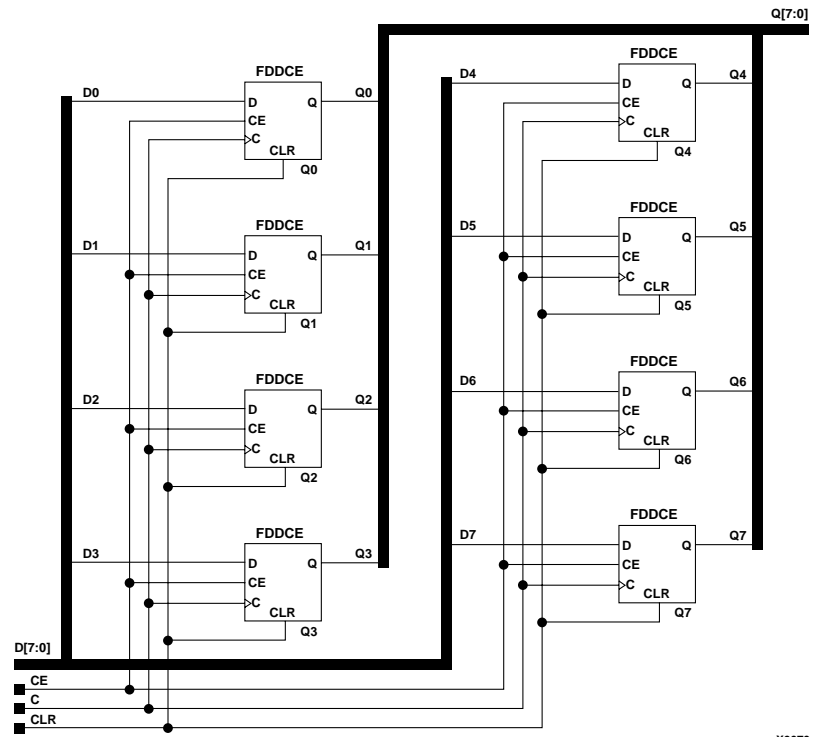 Q[7:0]
FDDCE
D0
D
Q
Q0
CE
C
CLR
Q0
FDDCE
D1
D
Q
Q1
CE
C
CLR
Q1
FDDCE
D2
D
Q
Q2
CE
C
CLR
Q2
FDDCE
D3
D
Q
Q3
CE
C
CLR
Q3
FDDCE
D4
D
Q
Q4
CE
C
CLR
Q4
FDDCE
D5
D
Q
Q5
CE
C
CLR
Q5
FDDCE
D6
D
Q
Q6
CE
C
CLR
Q6
FDDCE
D7
D
Q
Q7
CE
C
CLR
Q7
D[7:0]
CE
C
CLR